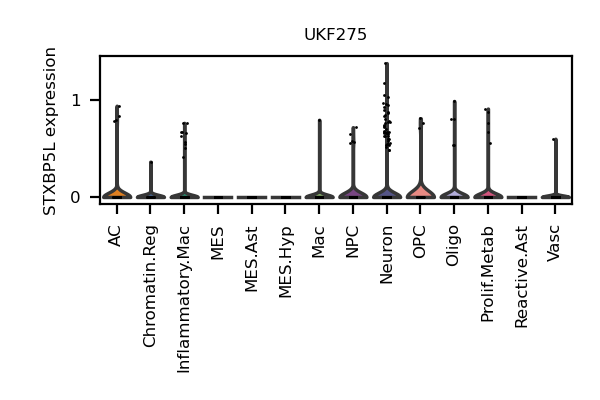 UKF275
STXBP5L expression
1
0
AC
Chromatin.Reg
Inflammatory.Mac
MES
MES.Ast
MES.Hyp
Mac
NPC
Neuron
OPC
Oligo
Prolif.Metab
Reactive.Ast
Vasc